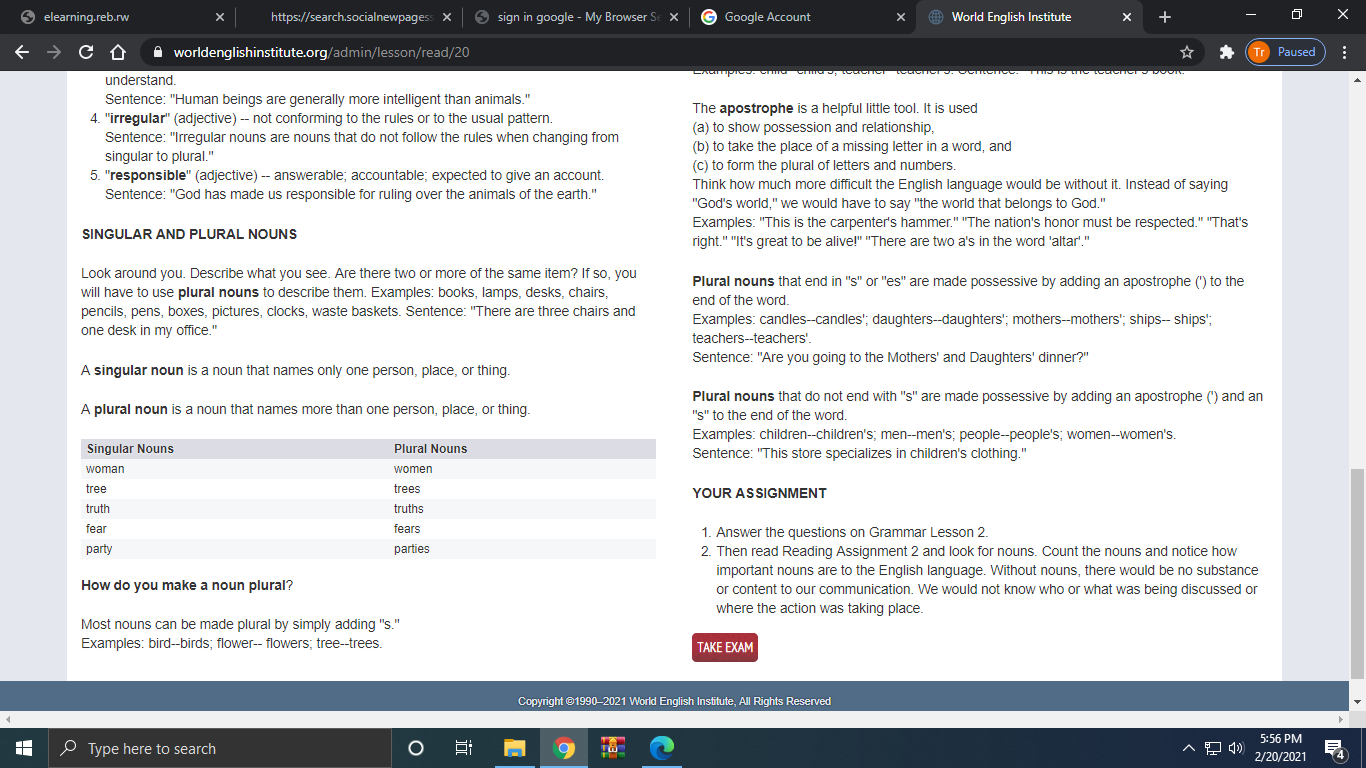 elearning.reb.rw
https://search.socialnewpagess
sign in google - My Browser Se
Google Account
World English Institute
worldenglishinstitute.org/admin/lesson/read/20
Tr Paused
understand.
Sentence: "Human beings are generally more intelligent than animals."
4. "irregular" (adjective) -- not conforming to the rules or to the usual pattern.
Sentence: "Irregular nouns are nouns that do not follow the rules when changing from
singular to plural."
5. "responsible" (adjective) -- answerable; accountable; expected to give an account.
Sentence: "God has made us responsible for ruling over the animals of the earth."
SINGULAR AND PLURAL NOUNS
Look around you. Describe what you see. Are there two or more of the same item? If so, you
will have to use plural nouns to describe them. Examples: books, lamps, desks, chairs,
pencils, pens, boxes, pictures, clocks, waste baskets. Sentence: "There are three chairs and
one desk in my office."
A singular noun is a noun that names only one person, place, or thing.
A plural noun is a noun that names more than one person, place, or thing.
Singular Nouns Plural Nouns
woman women
tree trees
truth truths
fear fears
party parties
How do you make a noun plural?
Most nouns can be made plural by simply adding "s."
Examples: bird--birds; flower-- flowers; tree--trees.
Examples: child--child's; teacher--teacher's. Sentence: "This is the teacher's book."
The apostrophe is a helpful little tool. It is used
(a) to show possession and relationship,
(b) to take the place of a missing letter in a word, and
(c) to form the plural of letters and numbers.
Think how much more difficult the English language would be without it. Instead of saying
"God's world," we would have to say "the world that belongs to God."
Examples: "This is the carpenter's hammer." "The nation's honor must be respected." "That's
right." "It's great to be alive!" "There are two a's in the word 'altar'."
Plural nouns that end in "s" or "es" are made possessive by adding an apostrophe (') to the
end of the word.
Examples: candles--candles'; daughters--daughters'; mothers--mothers'; ships-- ships';
teachers--teachers'.
Sentence: "Are you going to the Mothers' and Daughters' dinner?"
Plural nouns that do not end with "s" are made possessive by adding an apostrophe (') and an
"s" to the end of the word.
Examples: children--children's; men--men's; people--people's; women--women's.
Sentence: "This store specializes in children's clothing."
YOUR ASSIGNMENT
1. Answer the questions on Grammar Lesson 2.
2. Then read Reading Assignment 2 and look for nouns. Count the nouns and notice how
important nouns are to the English language. Without nouns, there would be no substance
or content to our communication. We would not know who or what was being discussed or
where the action was taking place.
TAKE EXAM
Copyright ©1990–2021 World English Institute, All Rights Reserved
Type here to search
5:56 PM
2/20/2021
4